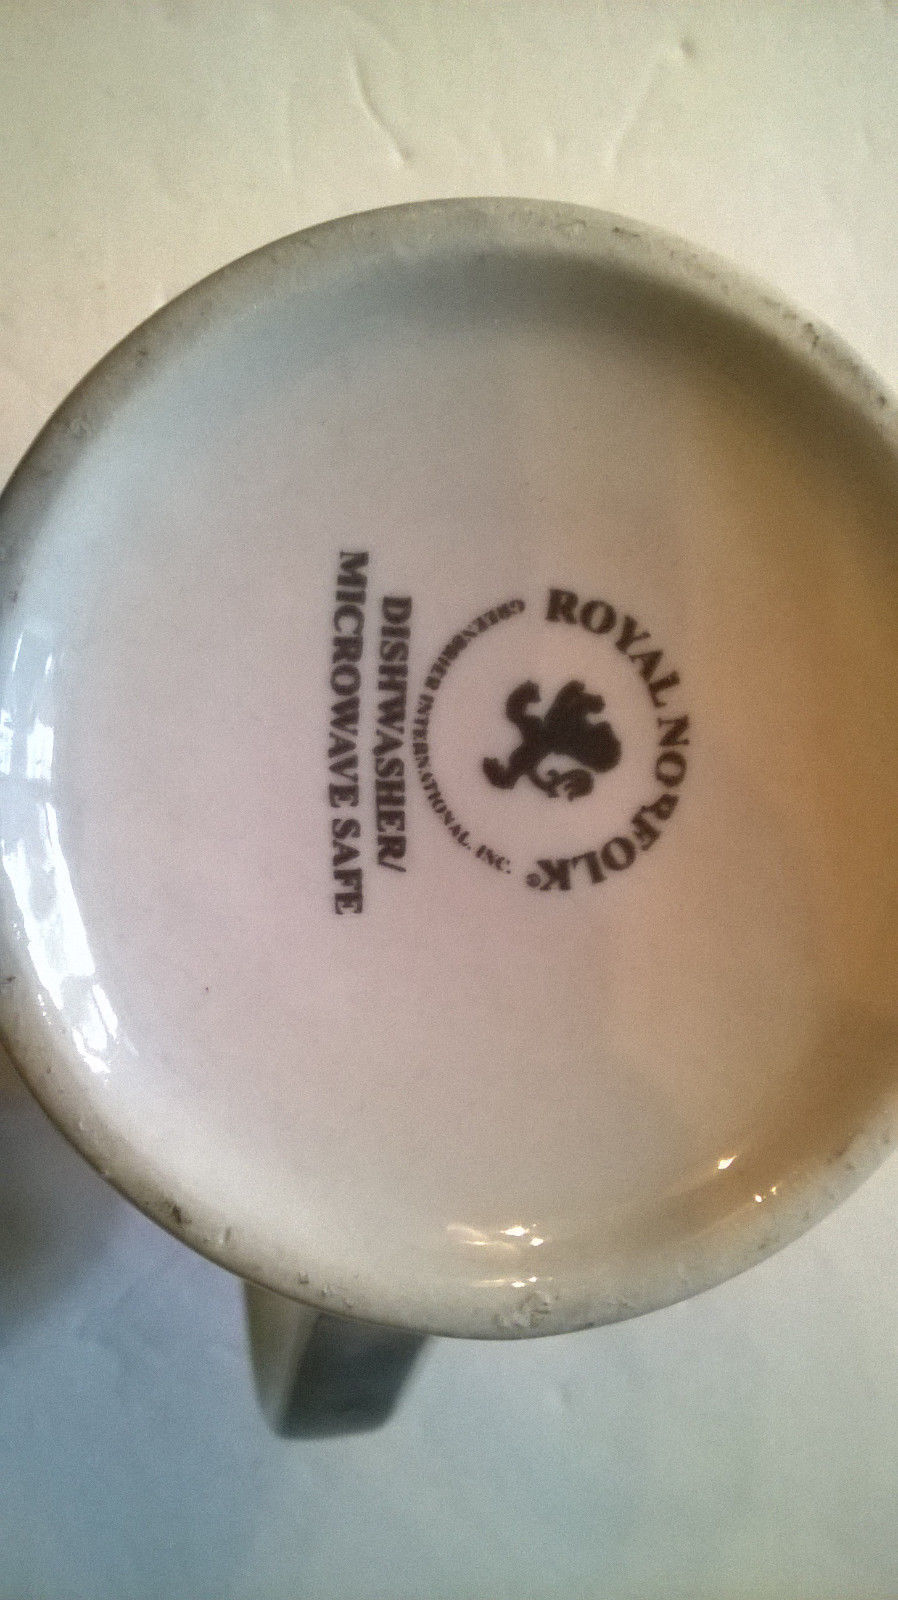 ROYAL NORFOLK®
GREENBRIER INTERNATIONAL, INC.
DISHWASHER/
MICROWAVE SAFE